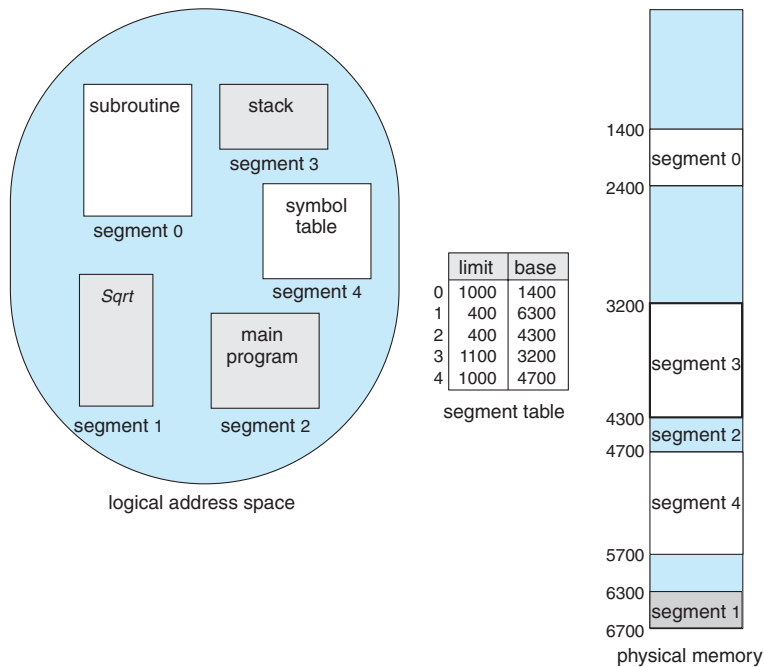 subroutine
segment 0
stack
segment 3
symbol
table
segment 4
Sqrt
segment 1
main
program
segment 2
logical address space
limit base
0 1000 1400
1 400 6300
2 400 4300
3 1100 3200
4 1000 4700
segment table
1400
segment 0
2400
3200
segment 3
4300
segment 2
4700
segment 4
5700
6300
segment 1
6700
physical memory